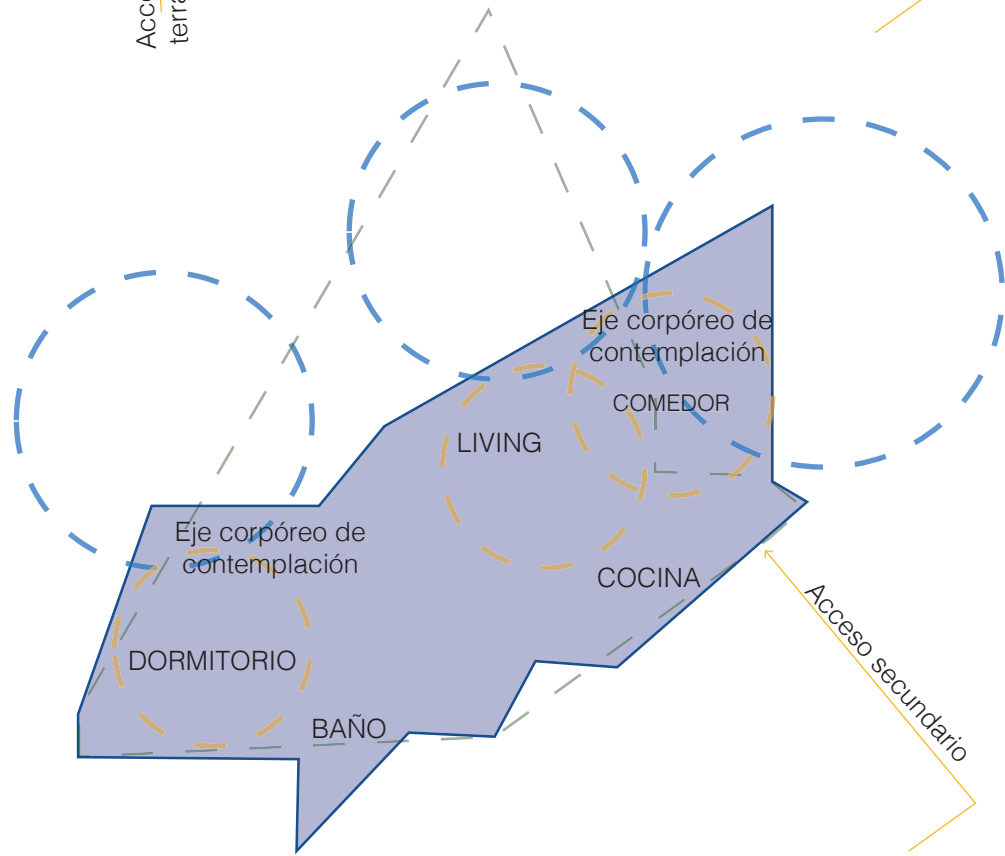 Eje corpóreo de
contemplación
COMEDOR
LIVING
Eje corpóreo de
contemplación
COCINA
DORMITORIO
BAÑO
Acceso secundario